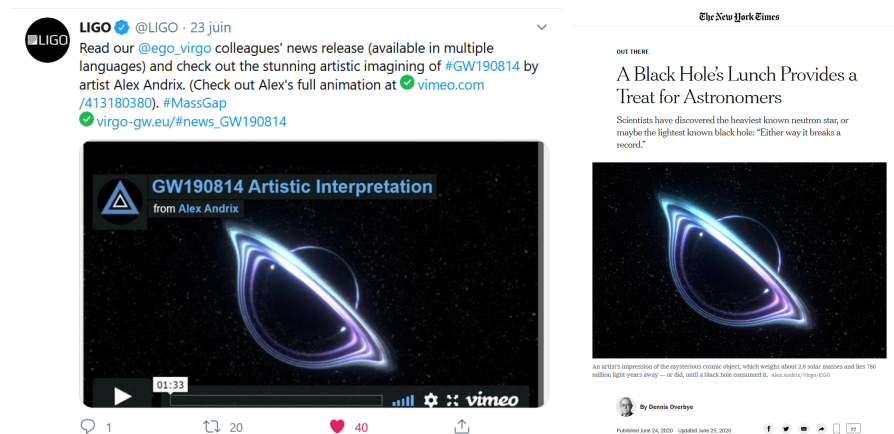 LIGO @LIGO · 23 juin
LIGO
Read our @ego_virgo colleagues' news release (available in multiple
languages) and check out the stunning artistic imagining of #GW190814 by
artist Alex Andrix. (Check out Alex's full animation at vimeo.com
/413180380). #MassGap
virgo-gw.eu/#news_GW190814
GW190814 Artistic Interpretation
from Alex Andrix
01:33
vimeo
1 20 40
The New York Times
OUT THERE
A Black Hole's Lunch Provides a
Treat for Astronomers
Scientists have discovered the heaviest known neutron star, or
maybe the lightest known black hole: “Either way it breaks a
record.”
An artist's impression of the mysterious cosmic object, which weighs about 2.6 solar masses and lies 780
million light-years away — or did, until a black hole consumed it. Alex Andrix/Virgo/EGO
By Dennis Overbye
Published June 24, 2020 Updated June 25, 2020
77